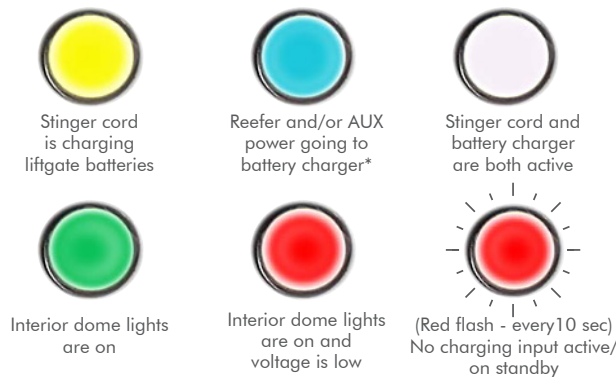 Stinger cord
is charging
liftgate batteries
Reefer and/or AUX
power going to
battery charger*
Stinger cord and
battery charger
are both active
Interior dome lights
are on
Interior dome lights
are on and
voltage is low
(Red flash - every10 sec)
No charging input active/
on standby